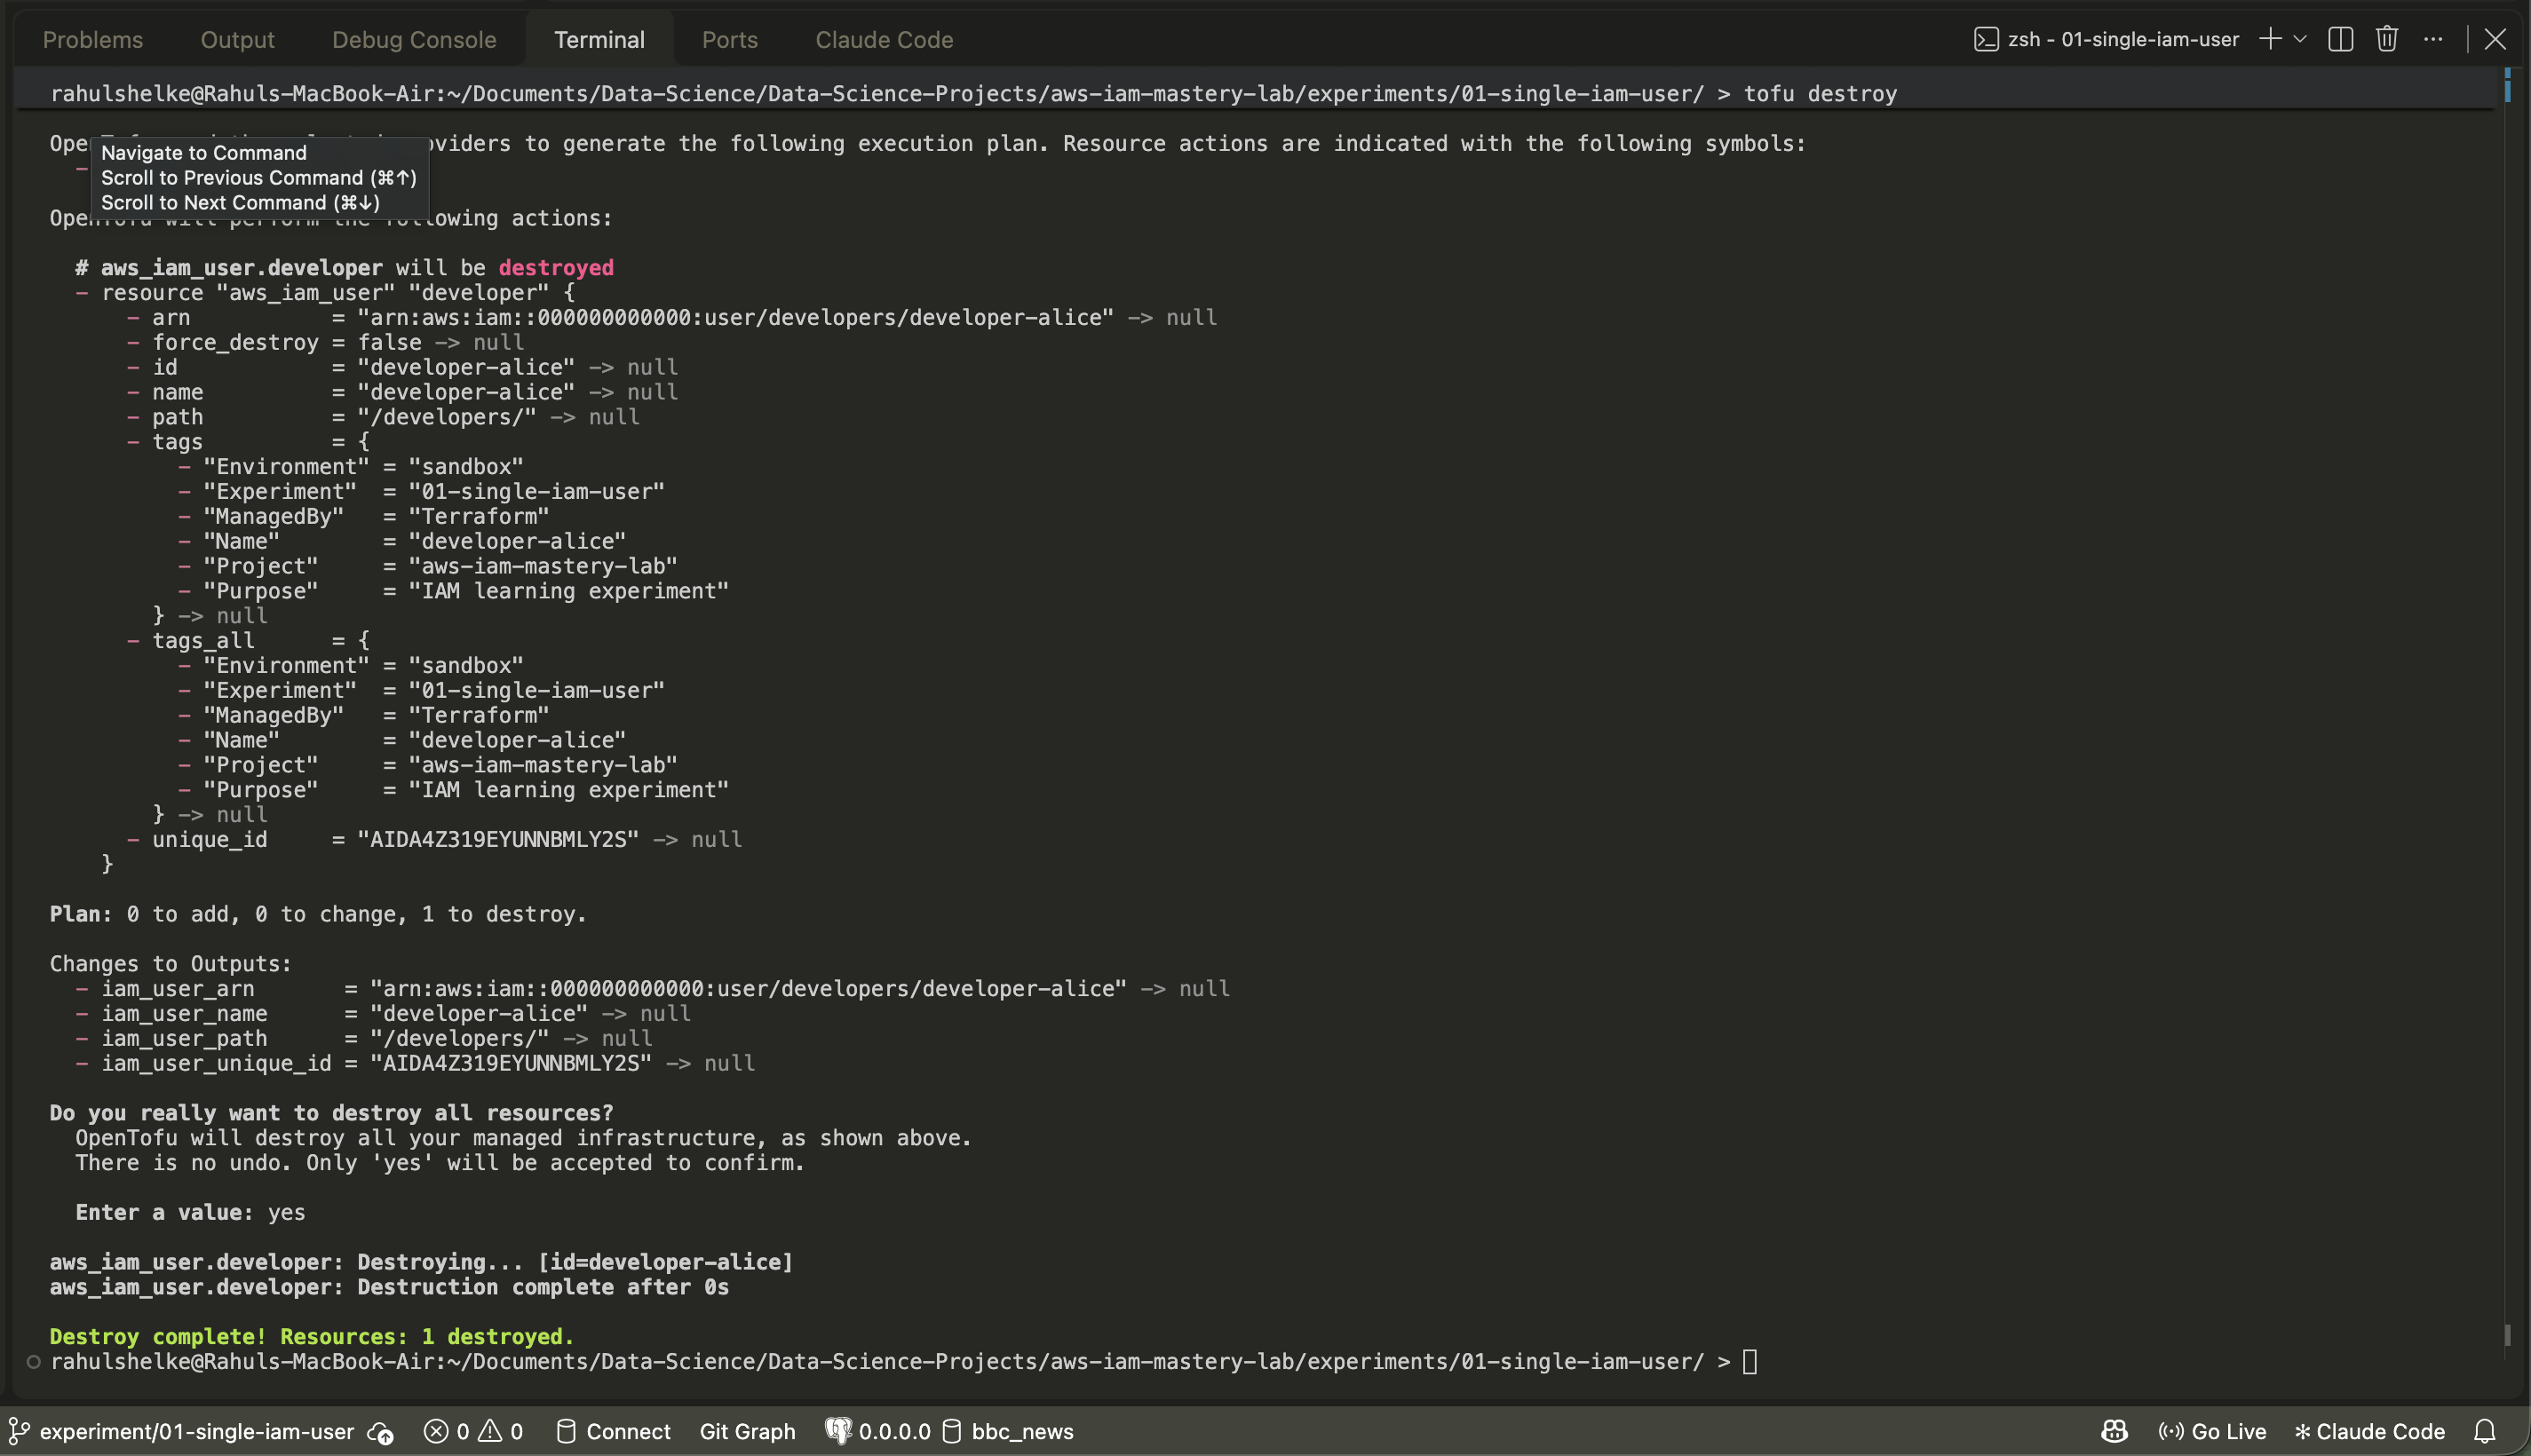 Problems Output Debug Console Terminal Ports Claude Code zsh - 01-single-iam-user
rahulshelke@Rahuls-MacBook-Air:~/Documents/Data-Science/Data-Science-Projects/aws-iam-mastery-lab/experiments/01-single-iam-user/ > tofu destroy
to generate the following execution plan. Resource actions are indicated with the following symbols:
Navigate to Command
-
Scroll to Previous Command (⌘↑)
Scroll to Next Command (⌘↓)
OpenTofu will perform the following actions:
# aws_iam_user.developer will be destroyed
- resource "aws_iam_user" "developer" {
- arn = "arn:aws:iam::000000000000:user/developers/developer-alice" -> null
- force_destroy = false -> null
- id = "developer-alice" -> null
- name = "developer-alice" -> null
- path = "/developers/" -> null
- tags = {
- "Environment" = "sandbox"
- "Experiment" = "01-single-iam-user"
- "ManagedBy" = "Terraform"
- "Name" = "developer-alice"
- "Project" = "aws-iam-mastery-lab"
- "Purpose" = "IAM learning experiment"
} -> null
- tags_all = {
- "Environment" = "sandbox"
- "Experiment" = "01-single-iam-user"
- "ManagedBy" = "Terraform"
- "Name" = "developer-alice"
- "Project" = "aws-iam-mastery-lab"
- "Purpose" = "IAM learning experiment"
} -> null
- unique_id = "AIDA4Z319EYUNNBMLY2S" -> null
}
Plan: 0 to add, 0 to change, 1 to destroy.
Changes to Outputs:
- iam_user_arn = "arn:aws:iam::000000000000:user/developers/developer-alice" -> null
- iam_user_name = "developer-alice" -> null
- iam_user_path = "/developers/" -> null
- iam_user_unique_id = "AIDA4Z319EYUNNBMLY2S" -> null
Do you really want to destroy all resources?
OpenTofu will destroy all your managed infrastructure, as shown above.
There is no undo. Only 'yes' will be accepted to confirm.
Enter a value: yes
aws_iam_user.developer: Destroying... [id=developer-alice]
aws_iam_user.developer: Destruction complete after 0s
Destroy complete! Resources: 1 destroyed.
rahulshelke@Rahuls-MacBook-Air:~/Documents/Data-Science/Data-Science-Projects/aws-iam-mastery-lab/experiments/01-single-iam-user/ >
experiment/01-single-iam-user 0 0 Connect Git Graph 0.0.0.0 bbc_news Go Live Claude Code